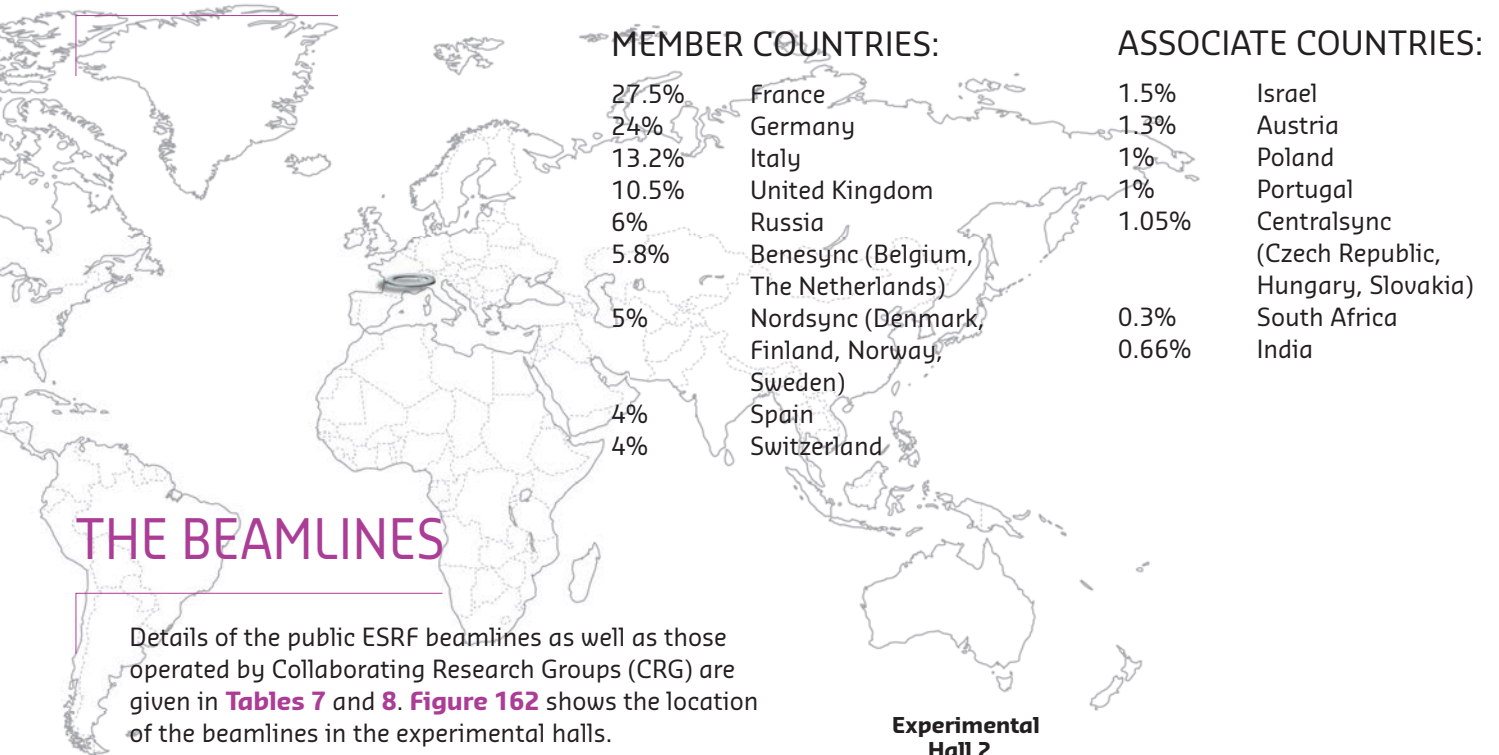 MEMBER COUNTRIES:
27.5% France
24% Germany
13.2% Italy
10.5% United Kingdom
6% Russia
5.8% Benesync (Belgium,
The Netherlands)
5% Nordsync (Denmark,
Finland, Norway,
Sweden)
4% Spain
4% Switzerland
ASSOCIATE COUNTRIES:
1.5% Israel
1.3% Austria
1% Poland
1% Portugal
1.05% Centralsync
(Czech Republic,
Hungary, Slovakia)
0.3% South Africa
0.66% India
THE BEAMLINES
Details of the public ESRF beamlines as well as those
operated by Collaborating Research Groups (CRG) are
given in Tables 7 and 8. Figure 162 shows the location
of the beamlines in the experimental halls.
Experimental
Hall 2